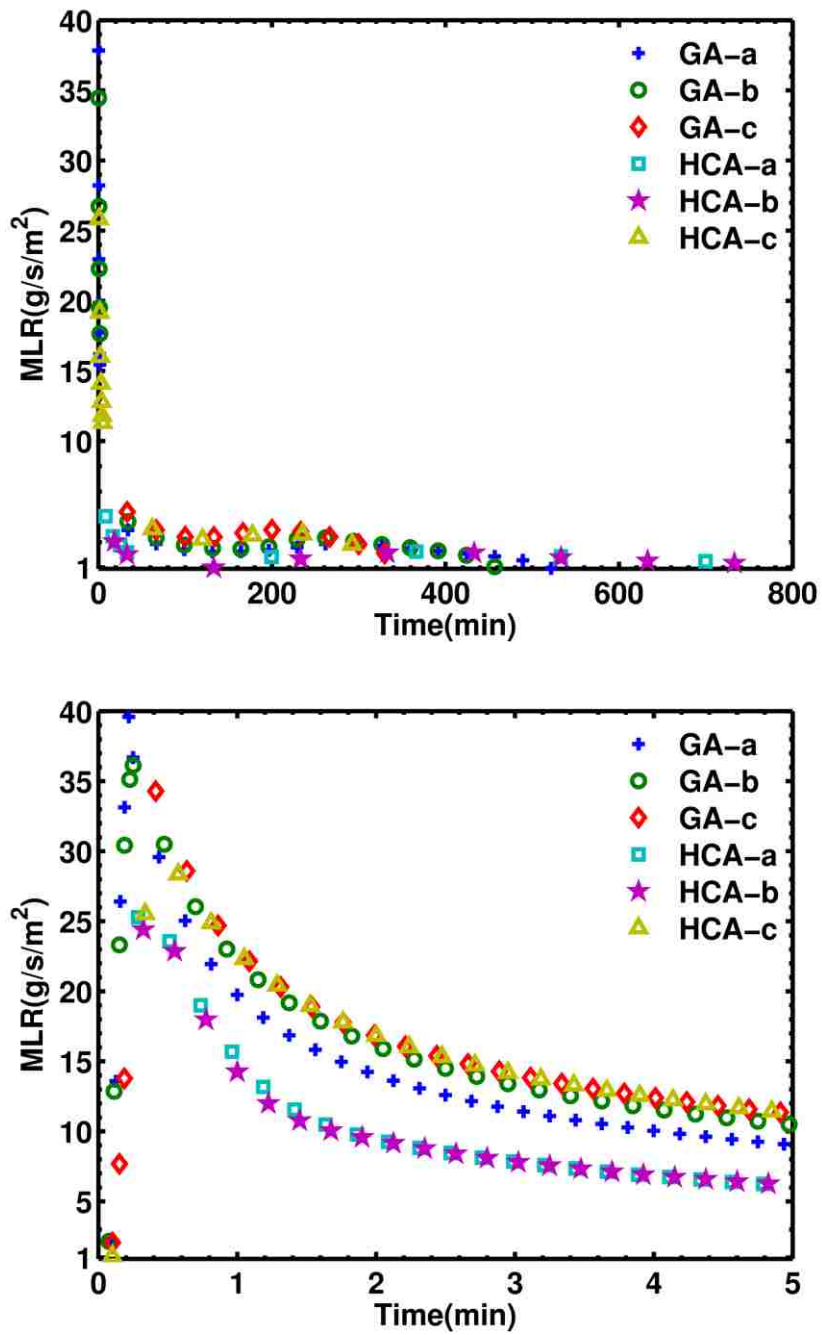 40
35
30
25
20
15
10
1
MLR(g/s/m²)
GA-a
GA-b
GA-c
HCA-a
HCA-b
HCA-c
0 200 400 600 800
Time(min)
40
35
30
25
20
15
10
5
1
MLR(g/s/m²)
GA-a
GA-b
GA-c
HCA-a
HCA-b
HCA-c
0 1 2 3 4 5
Time(min)